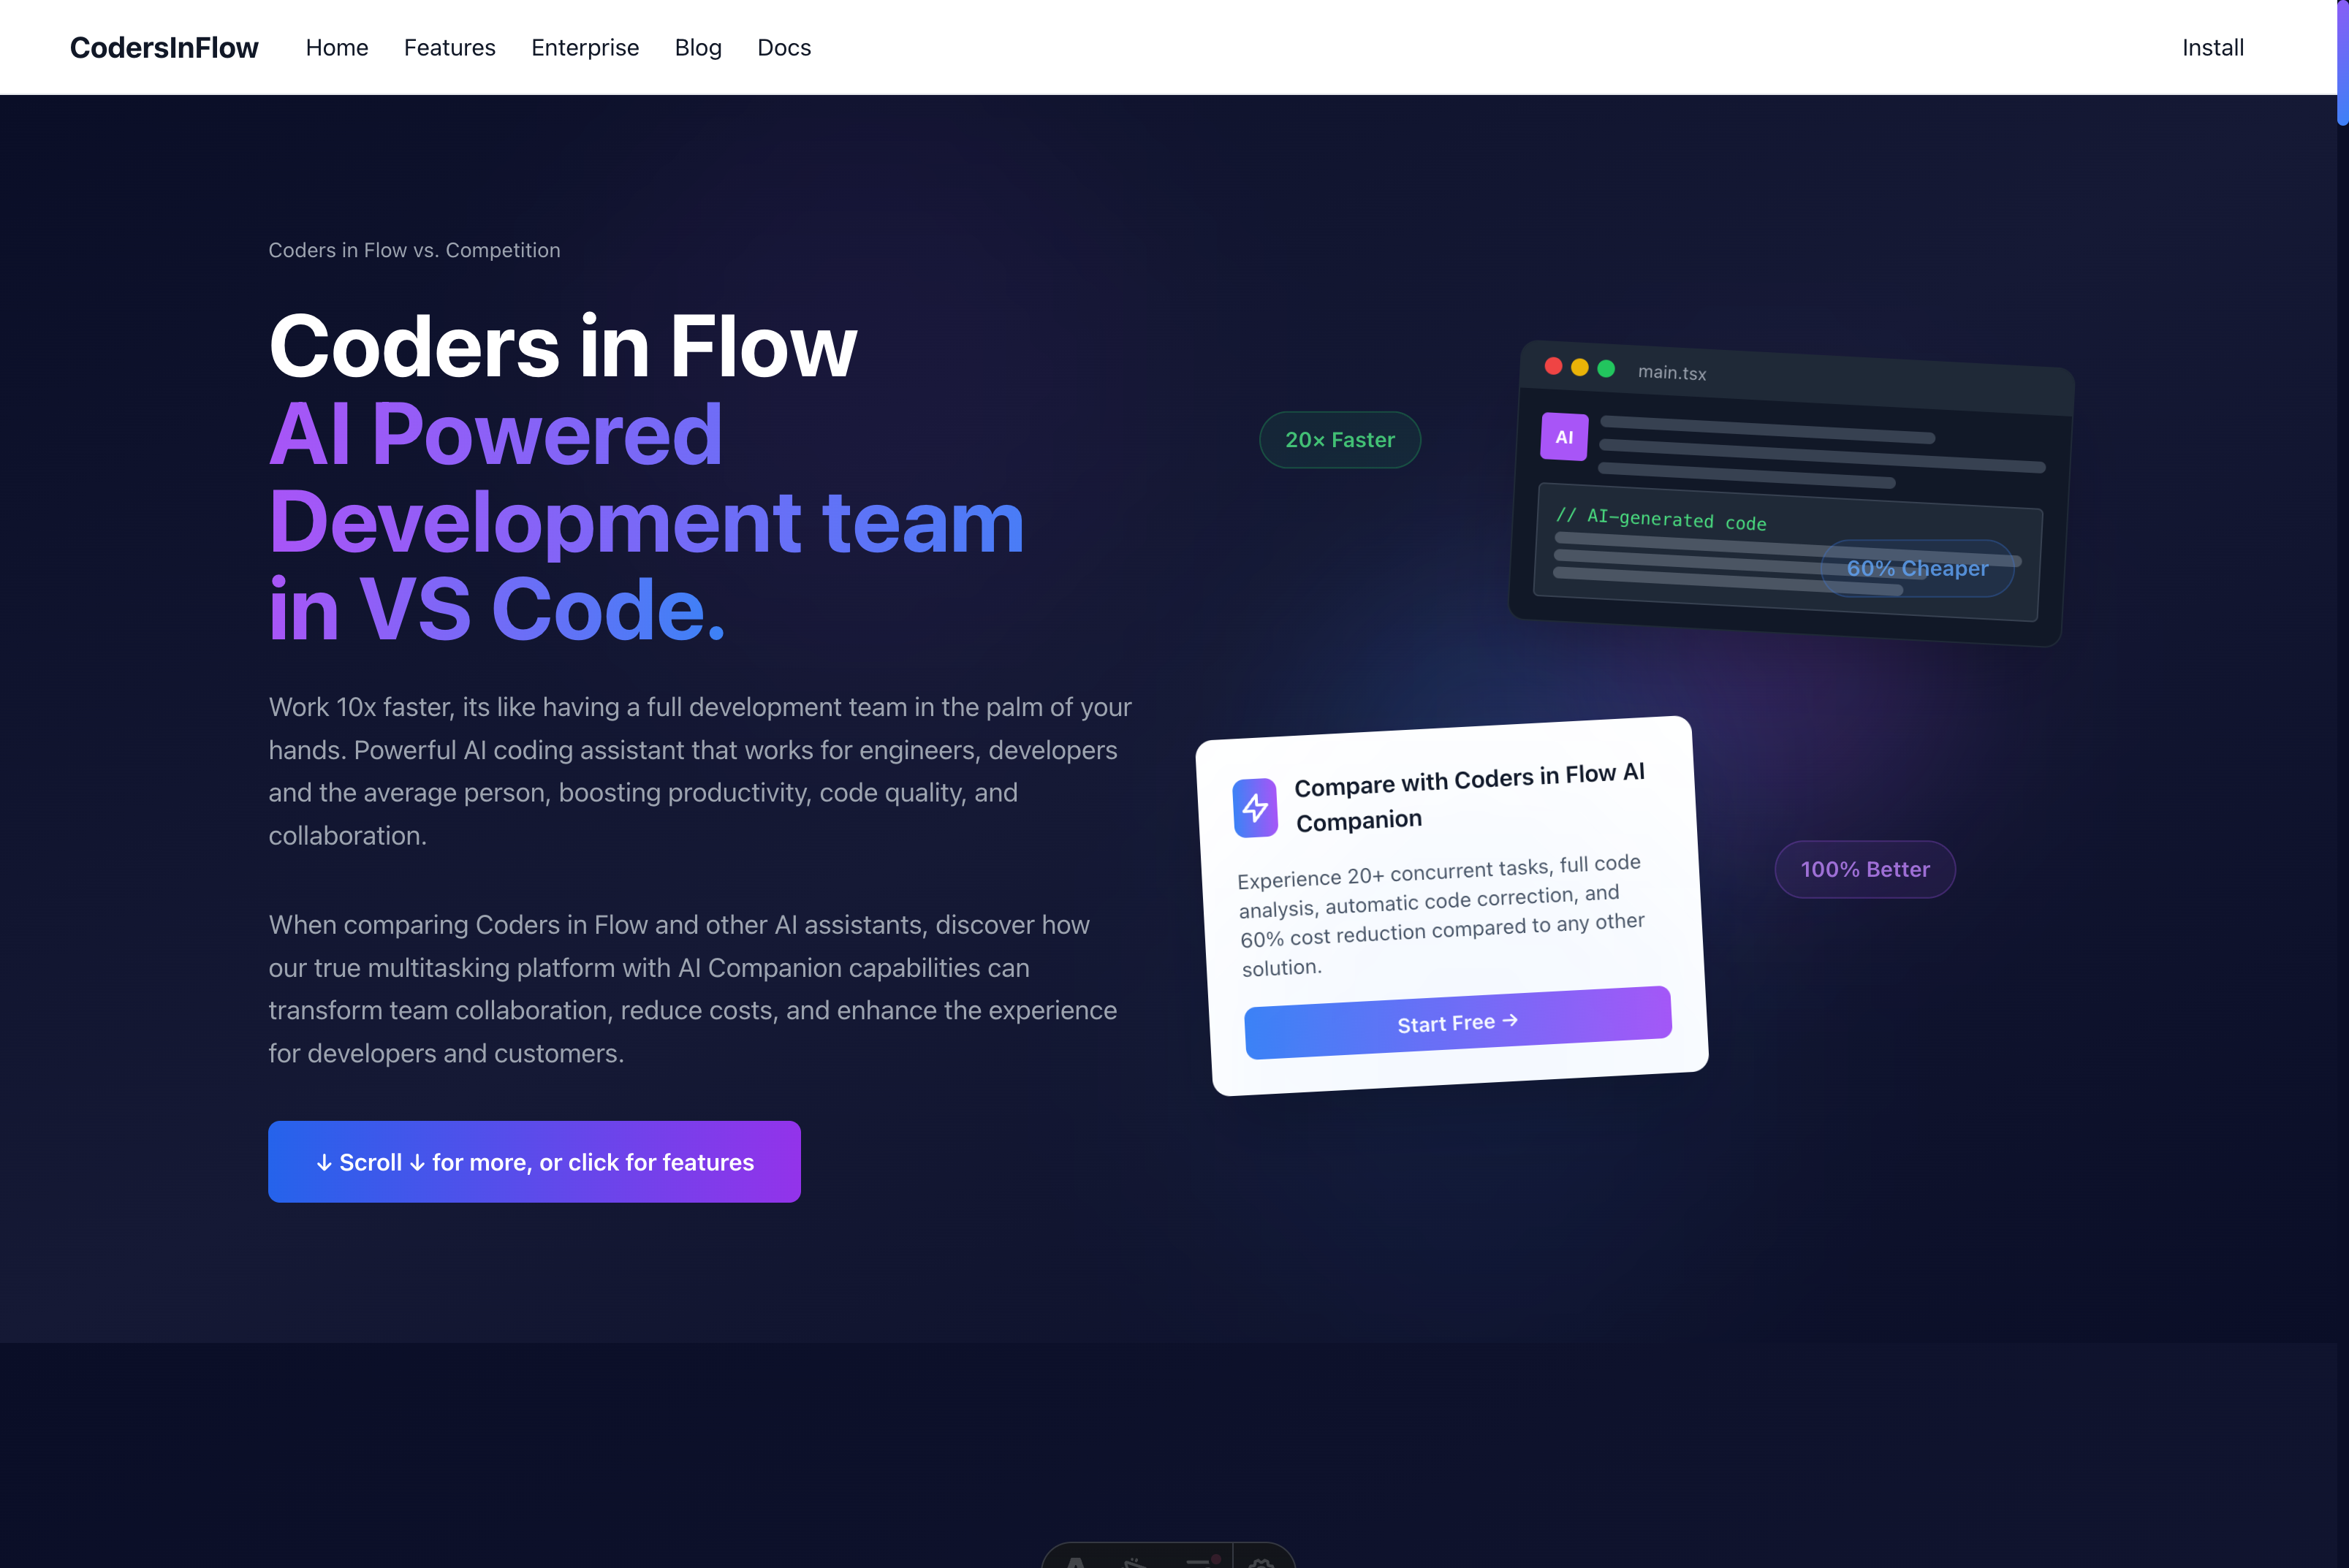 CodersInFlow
Home
Features
Enterprise
Blog
Docs
Install
Coders in Flow vs. Competition
Coders in Flow
AI Powered
Development team
in VS Code.
Work 10x faster, its like having a full development team in the palm of your
hands. Powerful AI coding assistant that works for engineers, developers
and the average person, boosting productivity, code quality, and
collaboration.
When comparing Coders in Flow and other AI assistants, discover how
our true multitasking platform with AI Companion capabilities can
transform team collaboration, reduce costs, and enhance the experience
for developers and customers.
↓ Scroll ↓ for more, or click for features
20× Faster
main.tsx
AI
// AI-generated code
60% Cheaper
Compare with Coders in Flow AI
Companion
Experience 20+ concurrent tasks, full code
analysis, automatic code correction, and
60% cost reduction compared to any other
solution.
Start Free →
100% Better